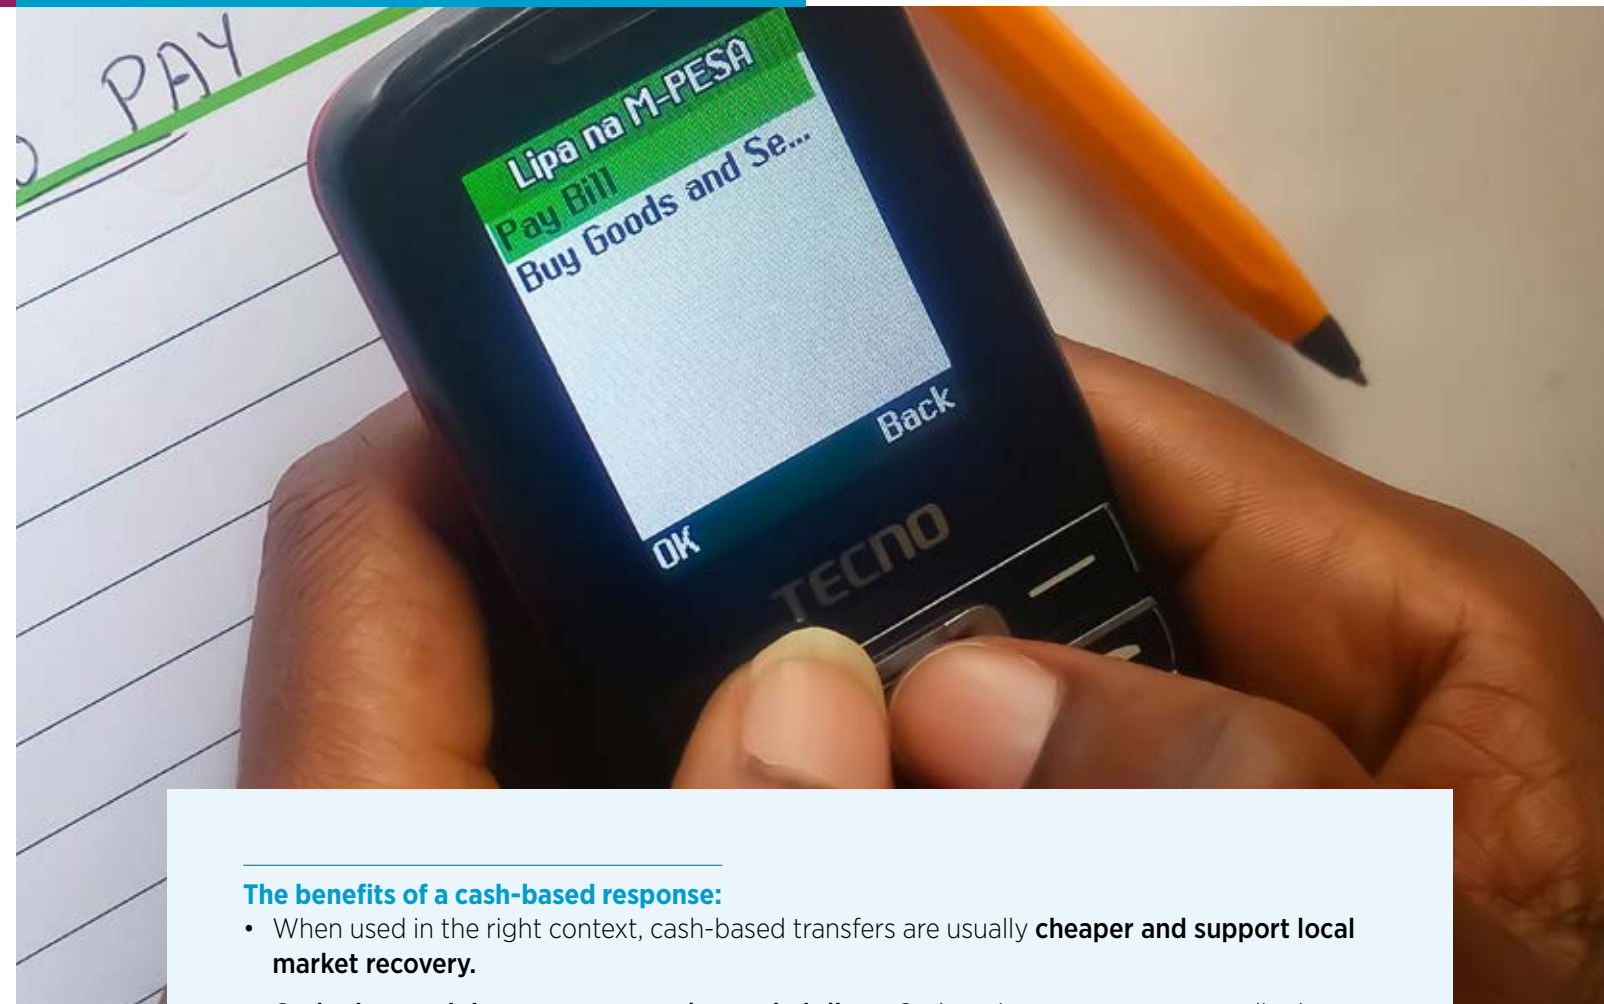 PAY
Lipa na M-PESA
Pay Bill
Buy Goods and Se...
Back
OK
TECNO
The benefits of a cash-based response:
• When used in the right context, cash-based transfers are usually cheaper and support local
market recovery.